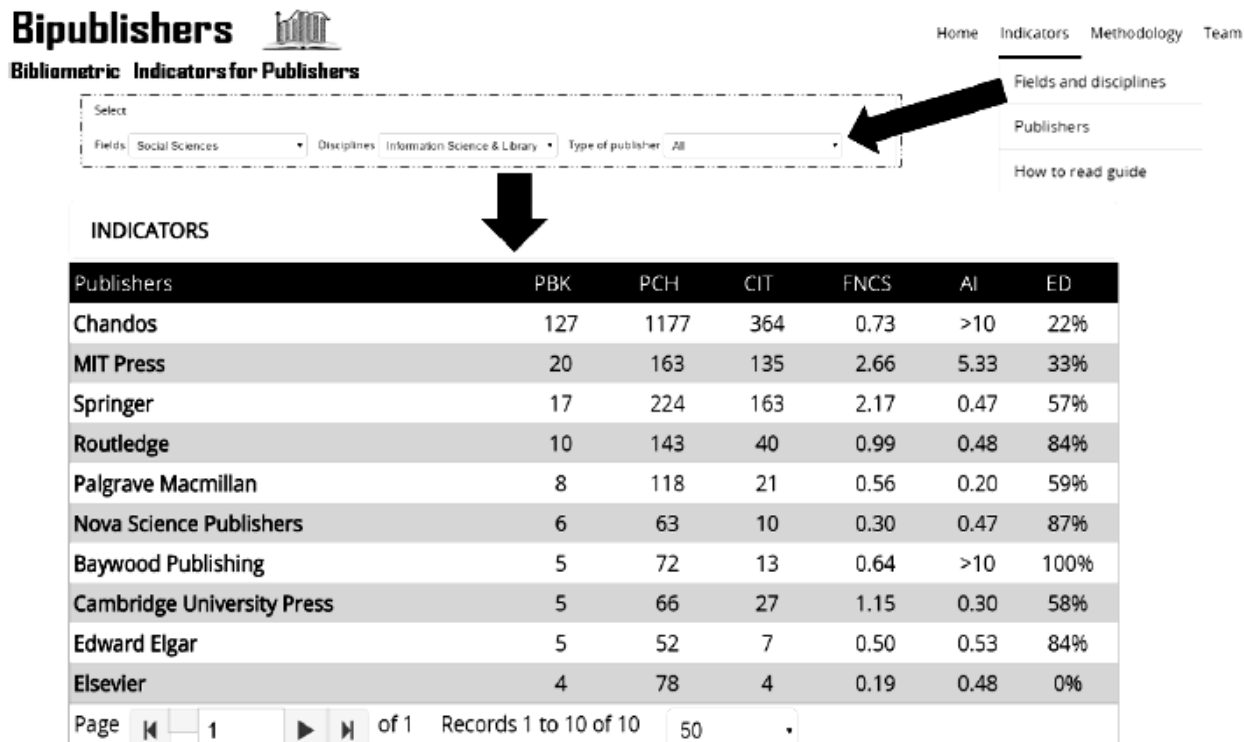 Bipublishers
Bibliometric Indicators for Publishers
Home Indicators Methodology Team
Fields and disciplines
Publishers
How to read guide
Select
Fields Social Sciences Disciplines Information Science & Library Type of publisher All
INDICATORS
Publishers PBK PCH CIT FNCS AI ED
Chandos 127 1177 364 0.73 >10 22%
MIT Press 20 163 135 2.66 5.33 33%
Springer 17 224 163 2.17 0.47 57%
Routledge 10 143 40 0.99 0.48 84%
Palgrave Macmillan 8 118 21 0.56 0.20 59%
Nova Science Publishers 6 63 10 0.30 0.47 87%
Baywood Publishing 5 72 13 0.64 >10 100%
Cambridge University Press 5 66 27 1.15 0.30 58%
Edward Elgar 5 52 7 0.50 0.53 84%
Elsevier 4 78 4 0.19 0.48 0%
Page 1 of 1 Records 1 to 10 of 10 50